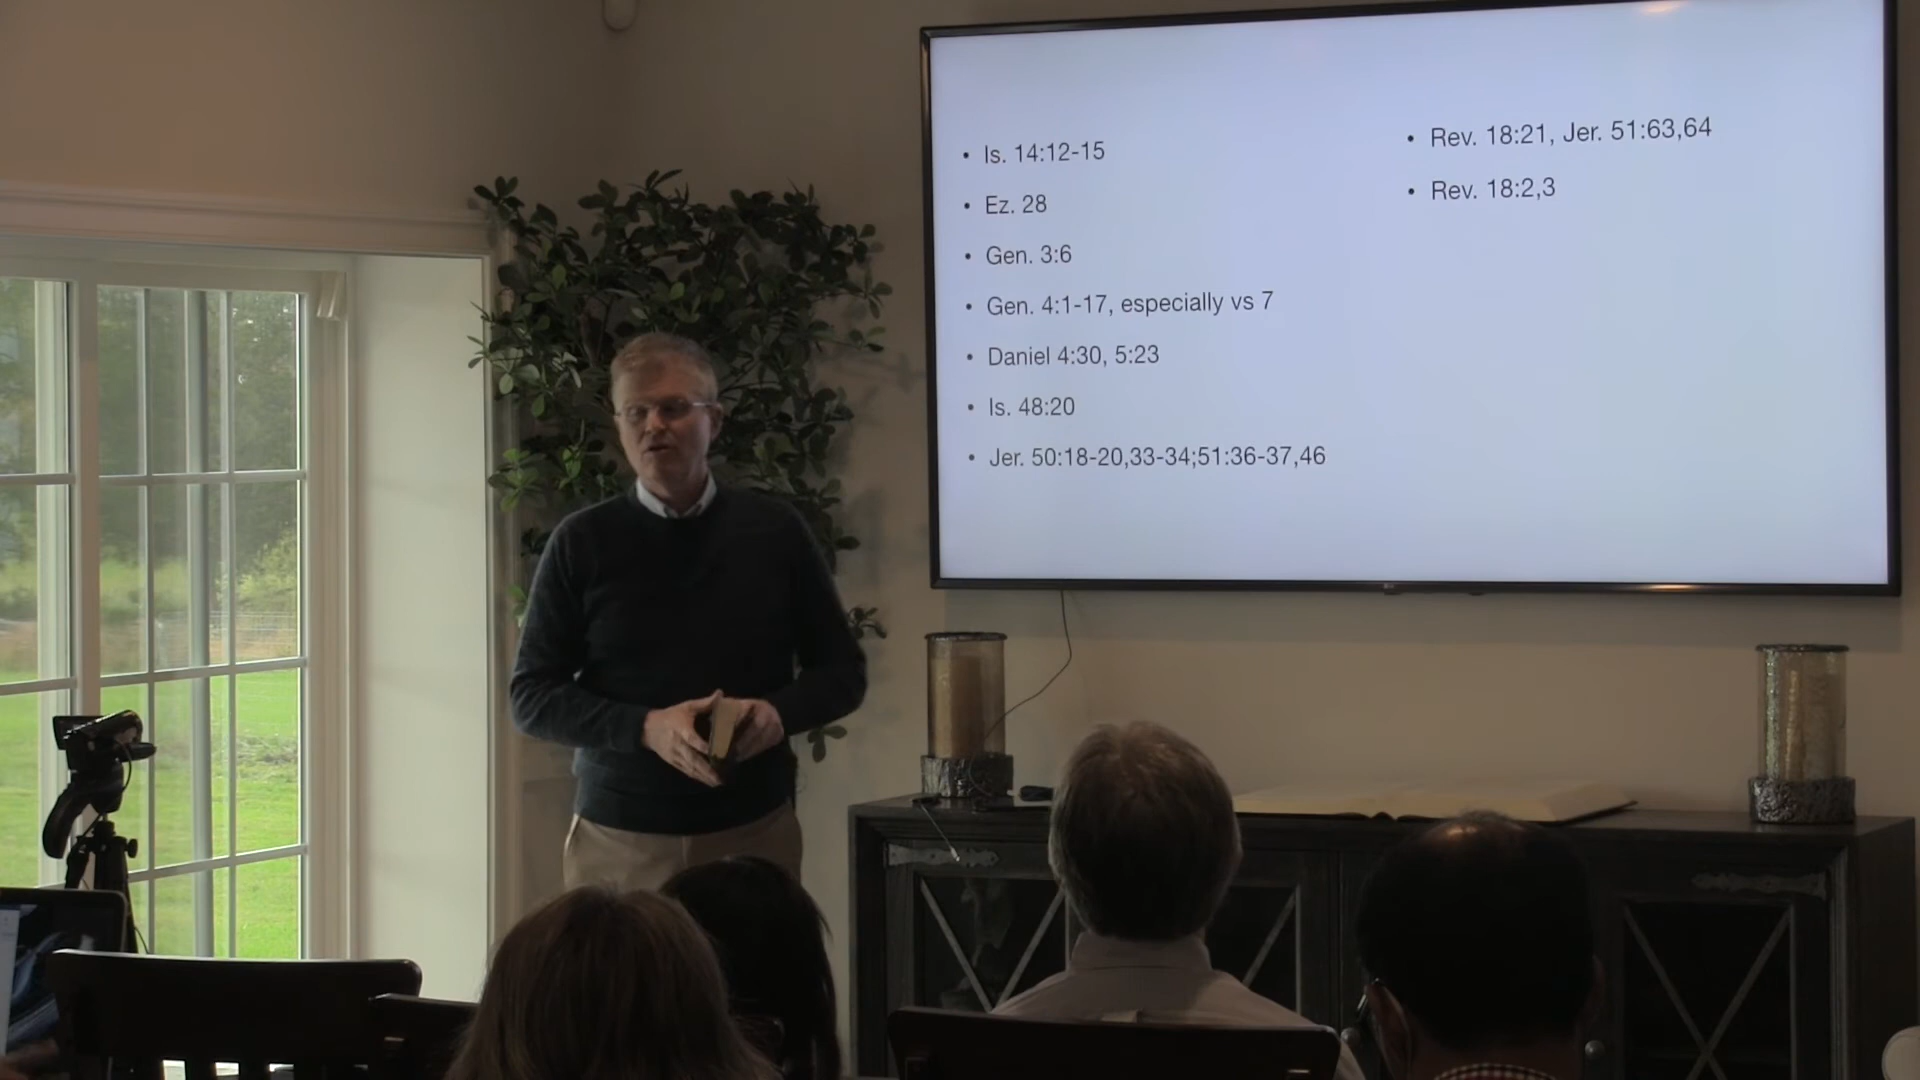 • Is. 14:12-15
• Ez. 28
• Gen. 3:6
• Gen. 4:1-17, especially vs 7
• Daniel 4:30, 5:23
• Is. 48:20
• Jer. 50:18-20,33-34;51:36-37,46
• Rev. 18:21, Jer. 51:63,64
• Rev. 18:2,3